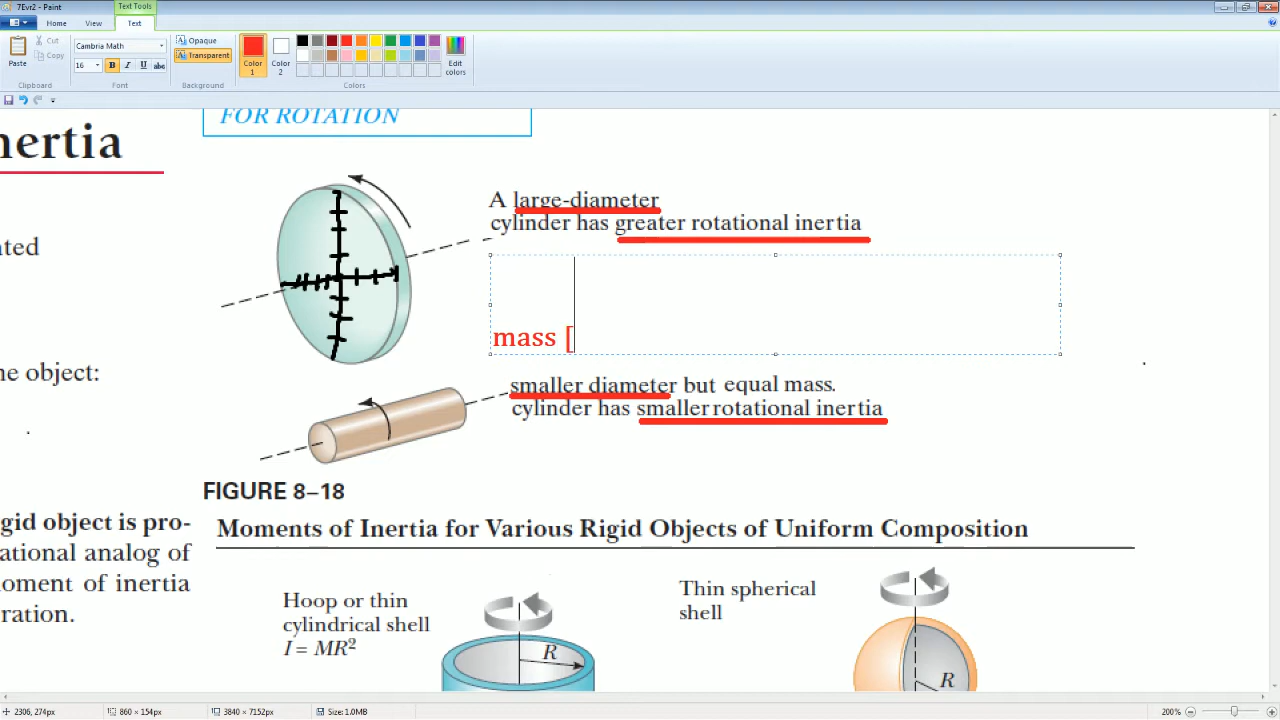 7Evr2 - Paint
Text Tools
Home
View
Text
Paste
Cut
Copy
Clipboard
Cambria Math
16
B I U abc
Font
Opaque
Transparent
Background
Color 1
Color 2
Edit colors
Colors
FOR ROTATION
nertia
A large-diameter
cylinder has greater rotational inertia
nted
mass [
ne object:
smaller diameter but equal mass.
cylinder has smaller rotational inertia
FIGURE 8–18
gid object is pro-
ational analog of
noment of inertia
ration.
Moments of Inertia for Various Rigid Objects of Uniform Composition
Hoop or thin
cylindrical shell
I = MR²
R
Thin spherical
shell
R
2306, 274px
860 × 154px
3840 × 7152px
Size: 1.0MB
200%